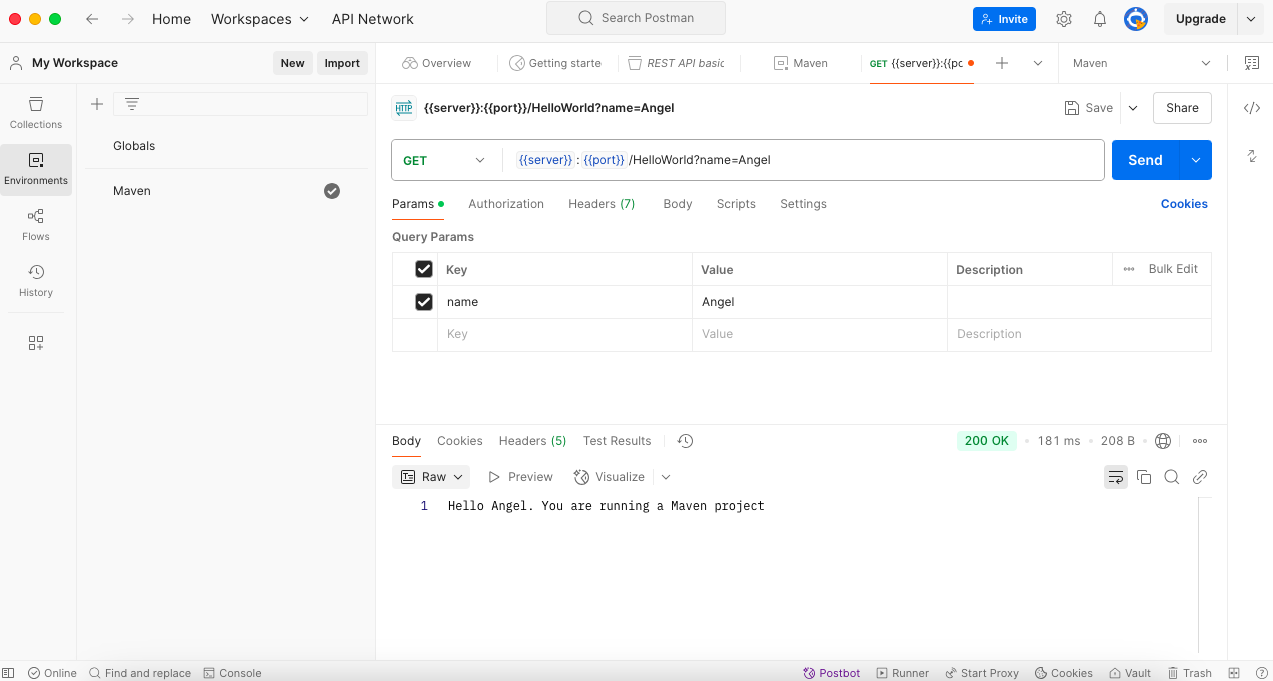 Home Workspaces API Network Search Postman Invite Upgrade
My Workspace New Import
Overview Getting starte REST API basic Maven GET {{server}}:{{pc Maven
Collections
Environments
Flows
History
Globals
Maven
HTTP {{server}}:{{port}}/HelloWorld?name=Angel Save Share
GET {{server}} : {{port}} /HelloWorld?name=Angel Send
Params Authorization Headers (7) Body Scripts Settings Cookies
Query Params
Key Value Description Bulk Edit
name Angel
Key Value Description
Body Cookies Headers (5) Test Results 200 OK 181 ms 208 B
Raw Preview Visualize
1 Hello Angel. You are running a Maven project
Online Find and replace Console Postbot Runner Start Proxy Cookies Vault Trash